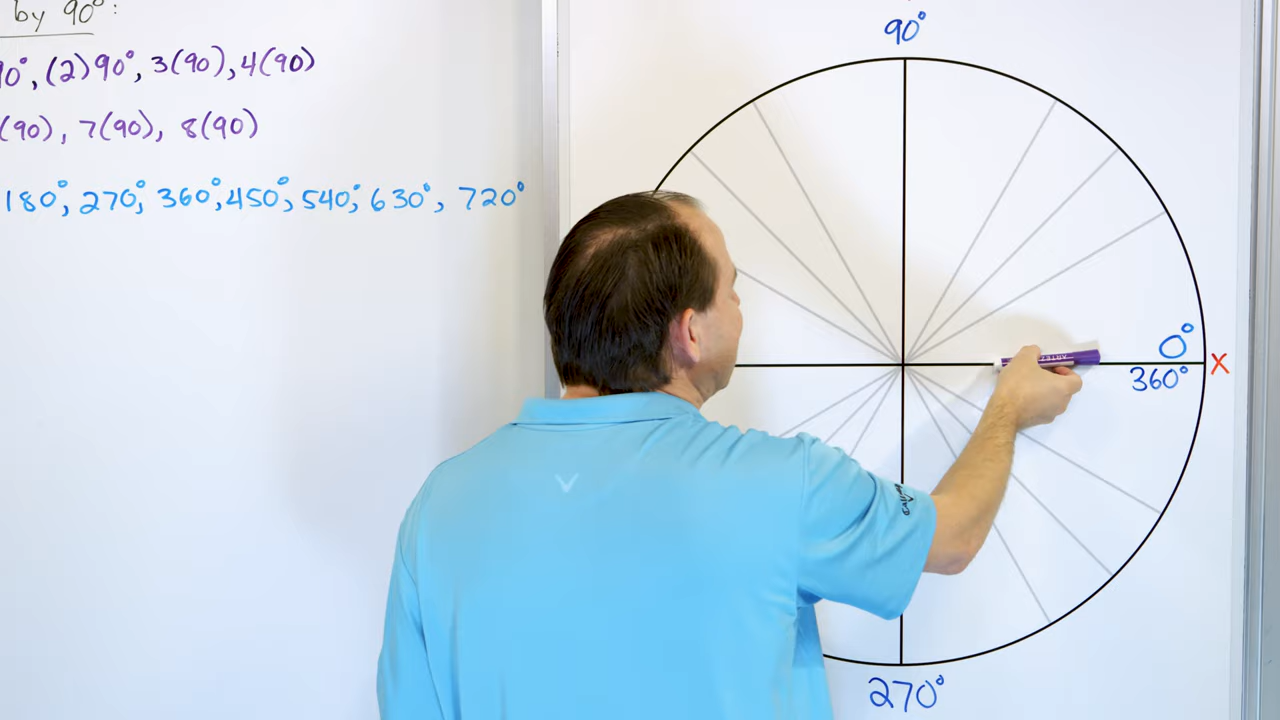 by 90°:
90°, (2)90°, 3(90), 4(90)
(90), 7(90), 8(90)
180°, 270°, 360°, 450°, 540°, 630°, 720°
90°
0°
360°
X
270°